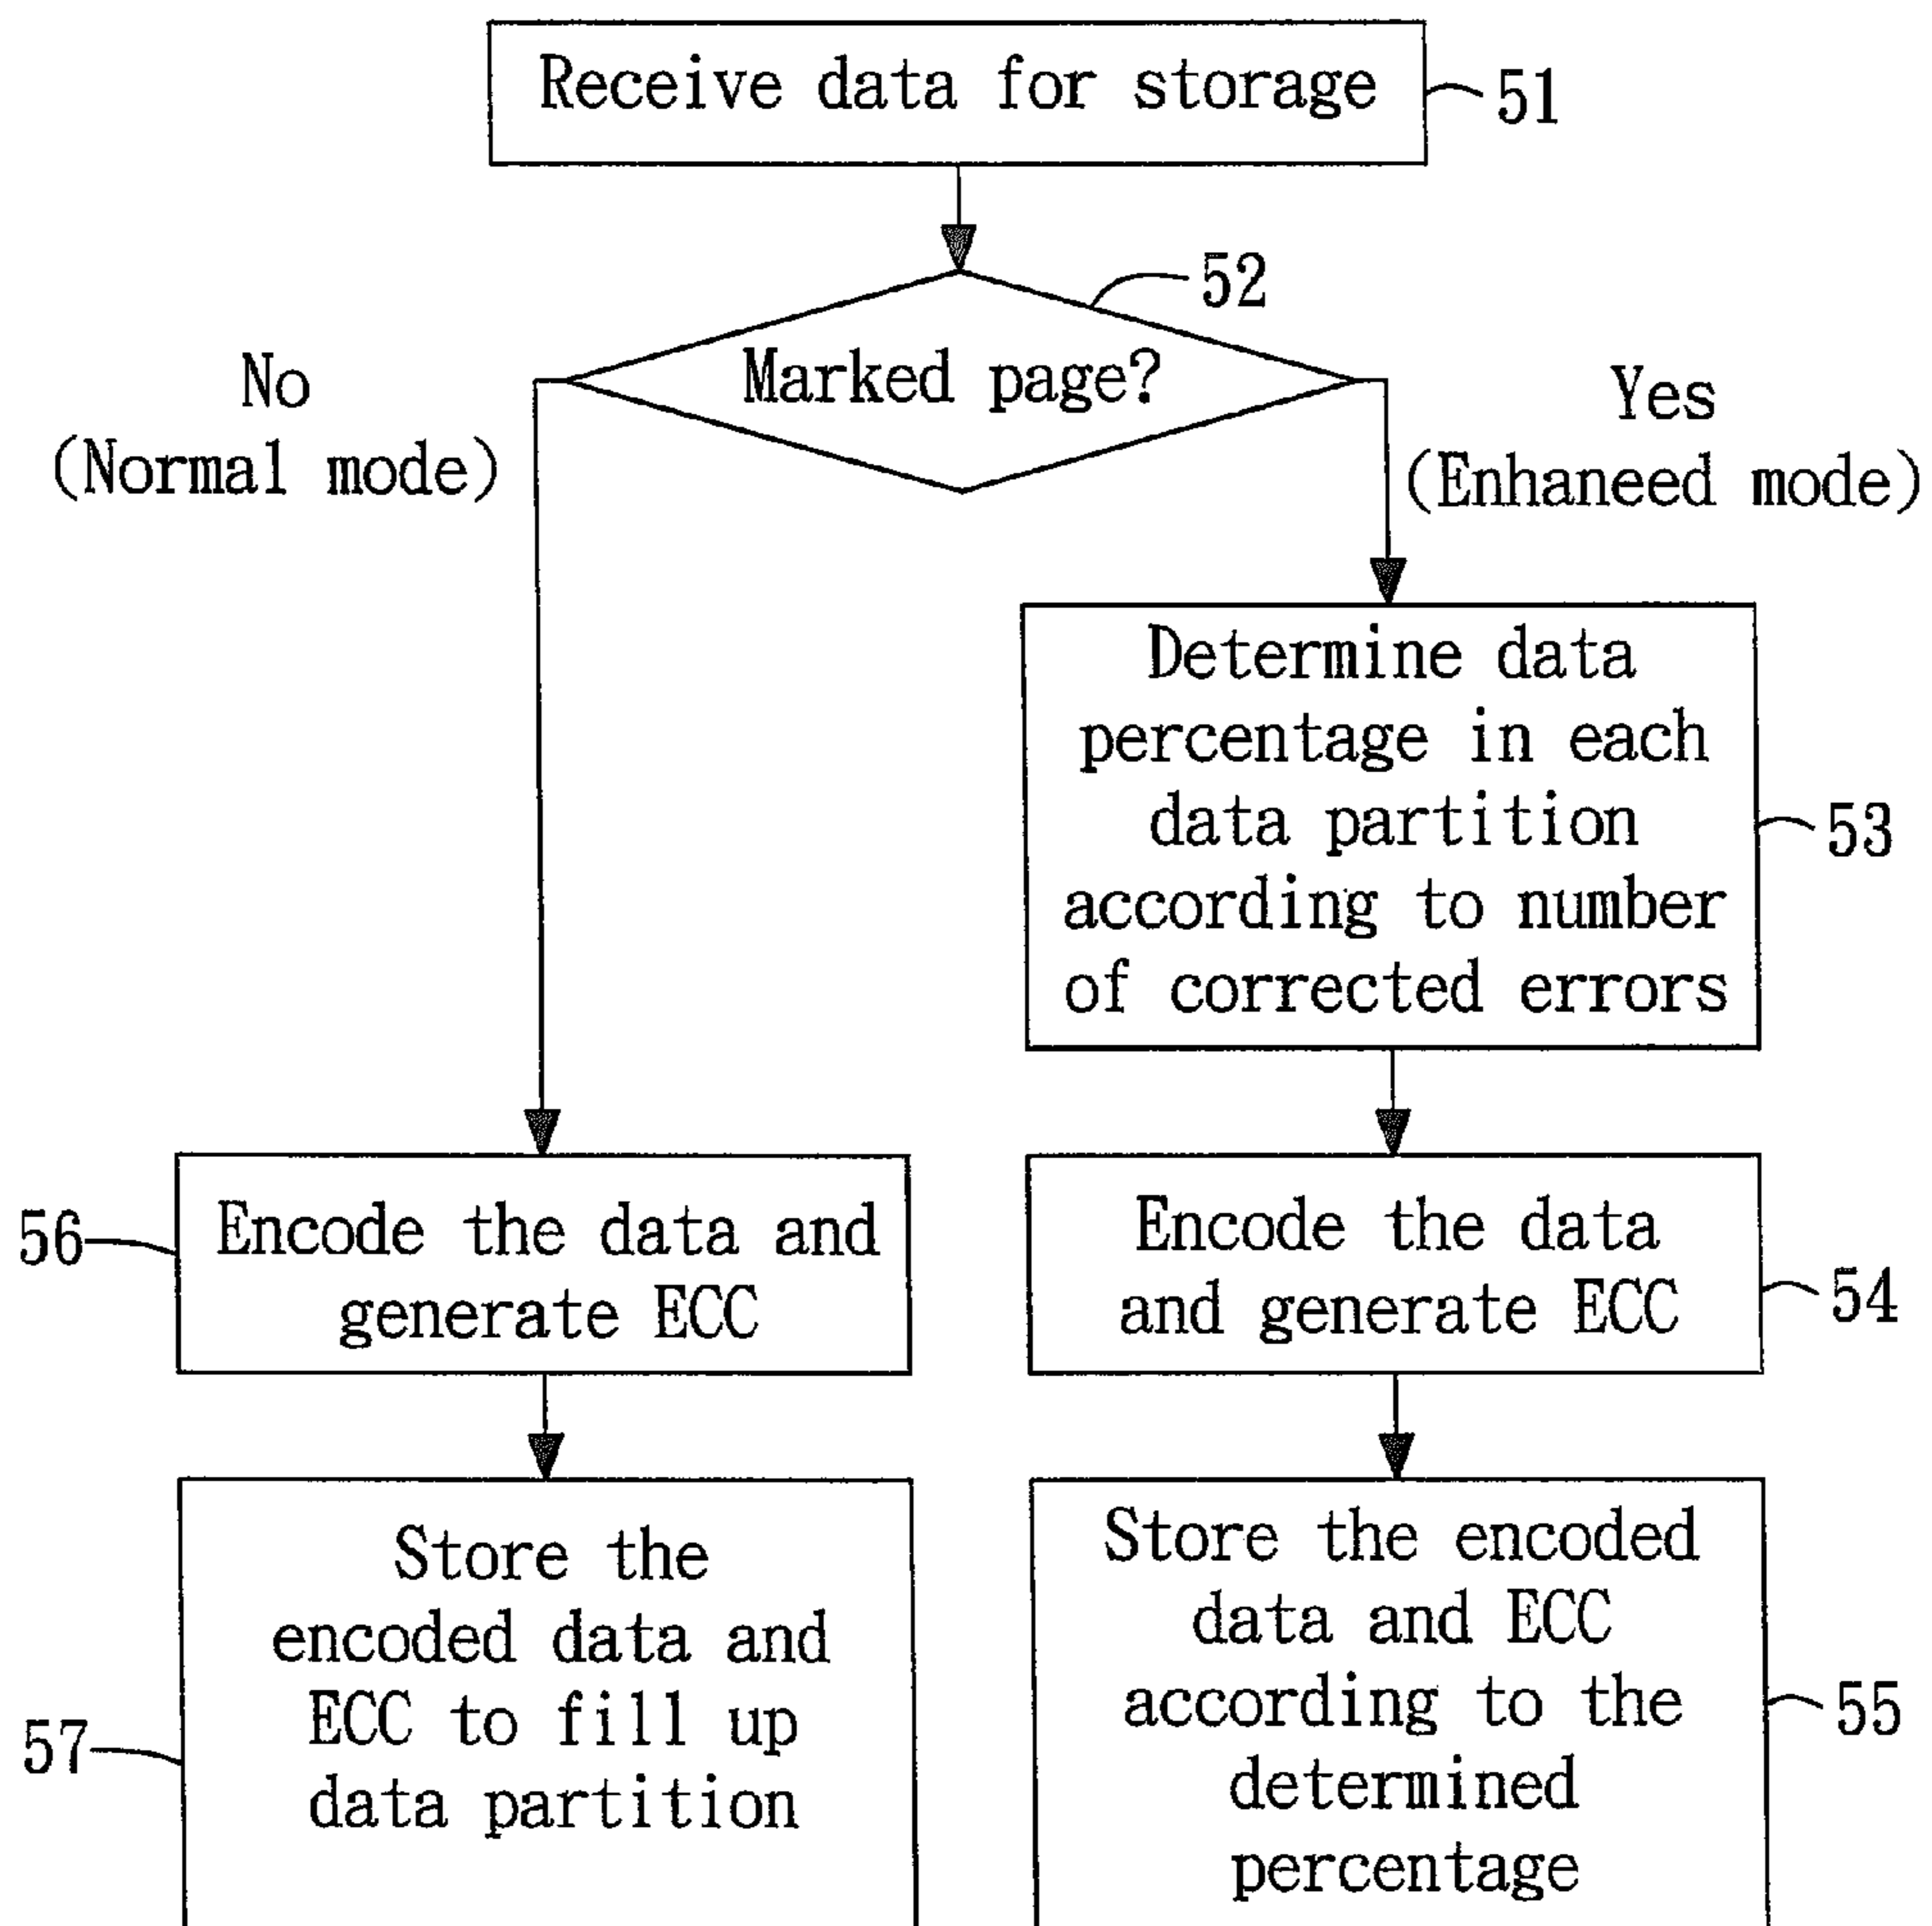 Receive data for storage
51
52
Marked page?
No
(Normal mode)
Yes
(Enhaneed mode)
Determine data
percentage in each
data partition
according to number
of corrected errors
53
56
Encode the data and
generate ECC
Encode the data
and generate ECC
54
57
Store the
encoded data and
ECC to fill up
data partition
Store the encoded
data and ECC
according to the
determined
percentage
55